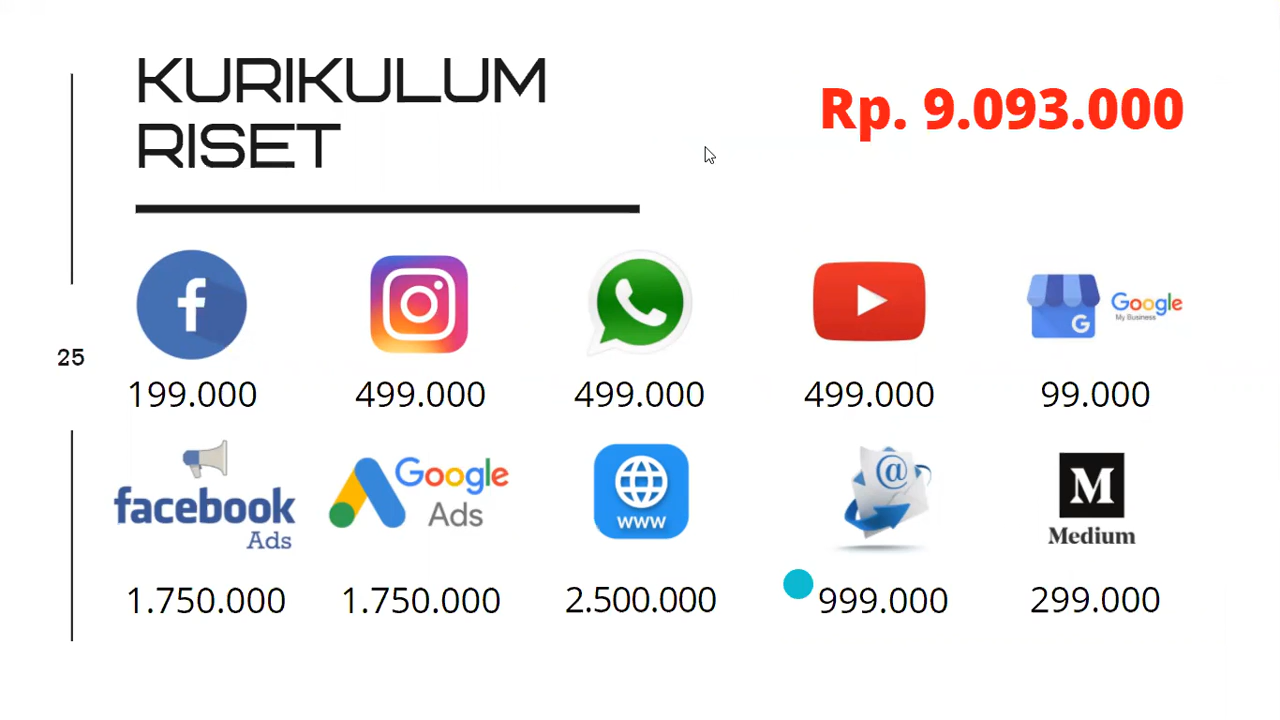 KURIKULUM
RISET
Rp. 9.093.000
25
Google
My Business
199.000
499.000
499.000
499.000
99.000
facebook
Ads
Google
Ads
www
@
M
Medium
1.750.000
1.750.000
2.500.000
999.000
299.000